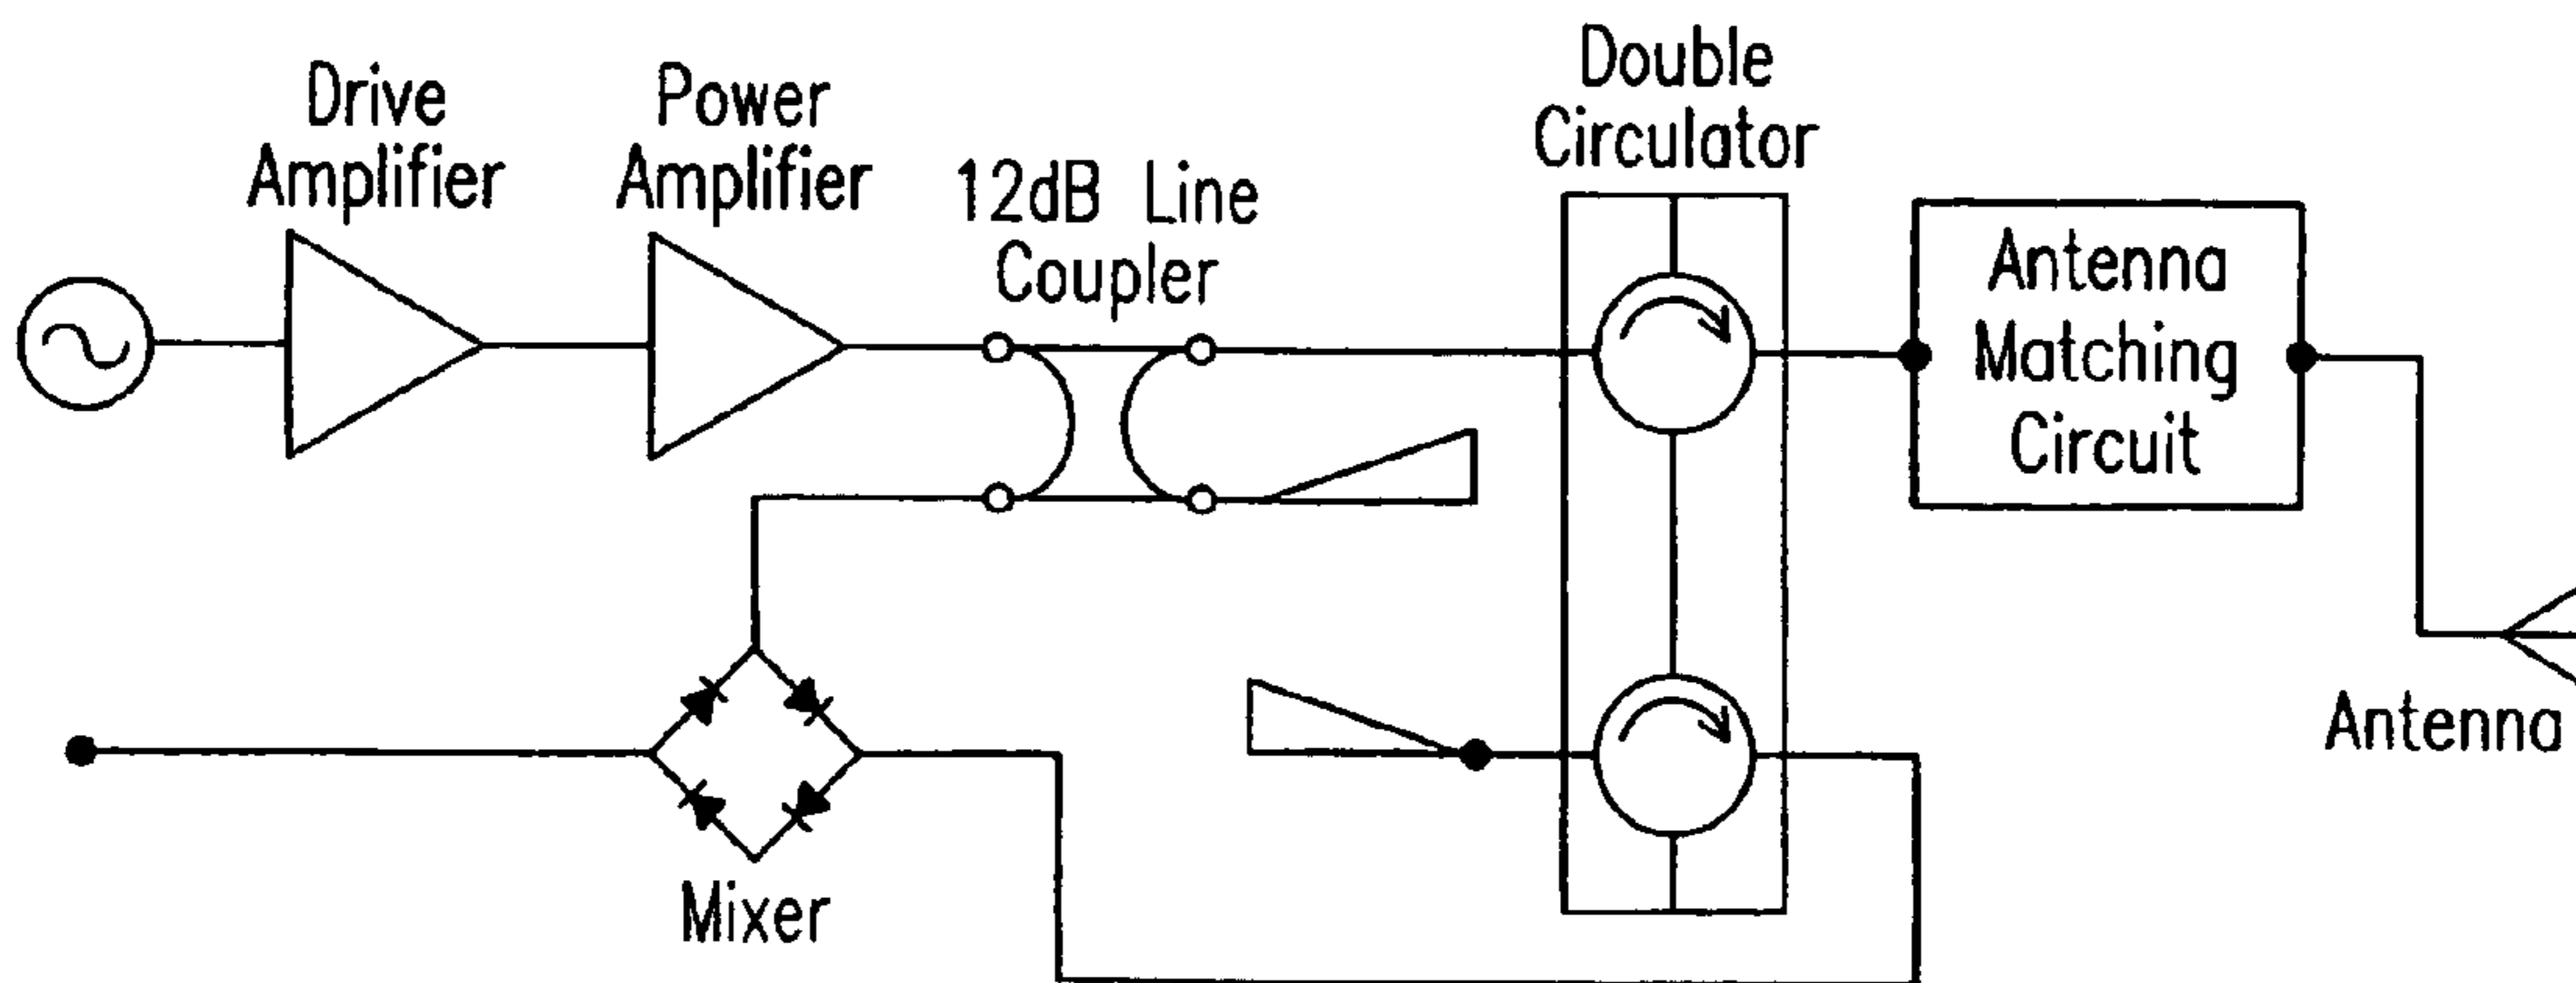 Drive
Amplifier
Power
Amplifier
12dB Line
Coupler
Double
Circulator
Antenna
Matching
Circuit
Antenna
Mixer